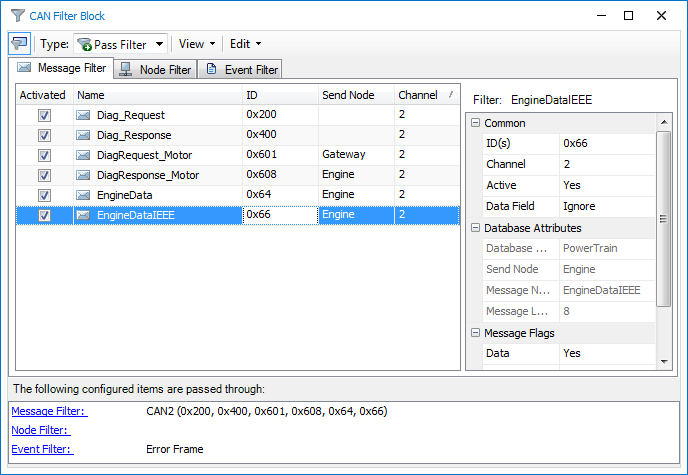 CAN Filter Block
Type: Pass Filter View Edit
Message Filter Node Filter Event Filter
Activated Name ID Send Node Channel
Diag_Request 0x200 2
Diag_Response 0x400 2
DiagRequest_Motor 0x601 Gateway 2
DiagResponse_Motor 0x608 Engine 2
EngineData 0x64 Engine 2
EngineDataIEEE 0x66 Engine 2
Filter: EngineDataIEEE
Common
ID(s) 0x66
Channel 2
Active Yes
Data Field Ignore
Database Attributes
Database ... PowerTrain
Send Node Engine
Message N... EngineDataIEEE
Message L... 8
Message Flags
Data Yes
The following configured items are passed through:
Message Filter: CAN2 (0x200, 0x400, 0x601, 0x608, 0x64, 0x66)
Node Filter:
Event Filter: Error Frame